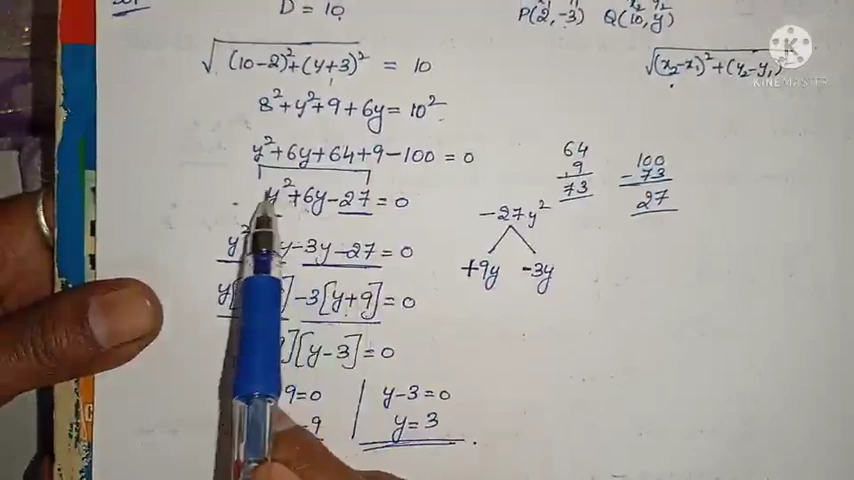 D = 10
P(2, -3) Q(10, y)
√(10-2)²+(y+3)² = 10
√(x₂-x₁)²+(y₂-y₁)
KINEMASTER
8²+y²+9+6y = 10²
y²+6y+64+9-100 = 0
64
9
73
100
-73
27
y²+6y-27 = 0
-27y²
+9y -3y
y² y-3y-27 = 0
y[ ]-3[y+9] = 0
][y-3] = 0
9=0
y-3=0
-9
y=3